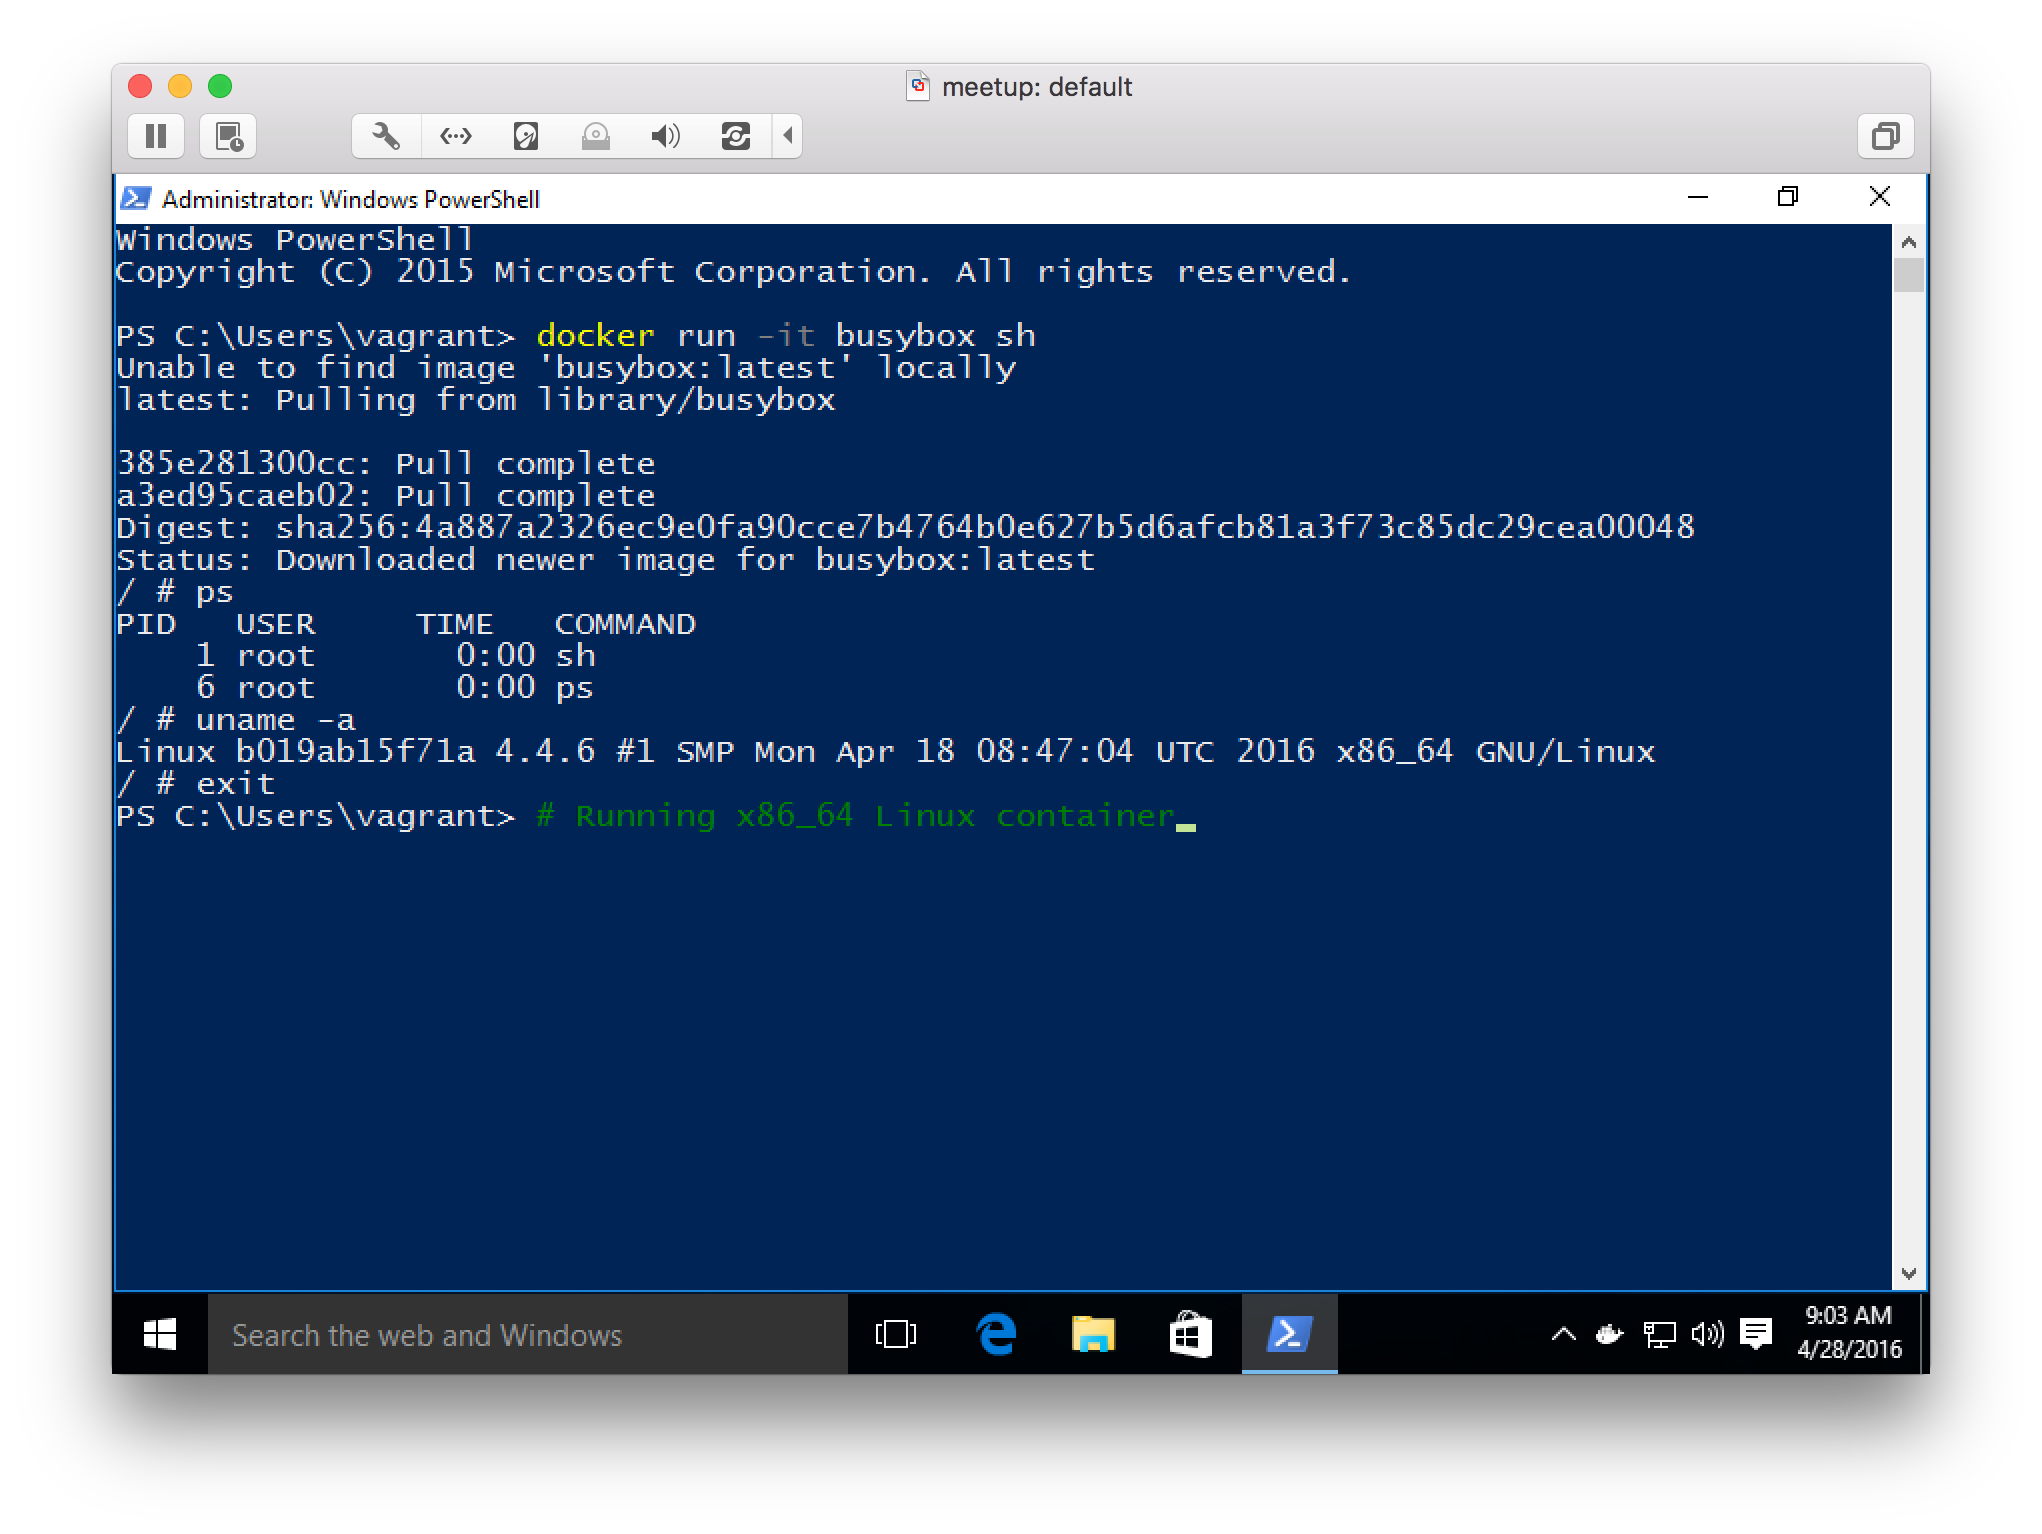 meetup: default
Administrator: Windows PowerShell
Windows PowerShell
Copyright (C) 2015 Microsoft Corporation. All rights reserved.
PS C:\Users\vagrant> docker run -it busybox sh
Unable to find image 'busybox:latest' locally
latest: Pulling from library/busybox
385e281300cc: Pull complete
a3ed95caeb02: Pull complete
Digest: sha256:4a887a2326ec9e0fa90cce7b4764b0e627b5d6afcb81a3f73c85dc29cea00048
Status: Downloaded newer image for busybox:latest
/ # ps
PID   USER     TIME   COMMAND
    1 root       0:00 sh
    6 root       0:00 ps
/ # uname -a
Linux b019ab15f71a 4.4.6 #1 SMP Mon Apr 18 08:47:04 UTC 2016 x86_64 GNU/Linux
/ # exit
PS C:\Users\vagrant> # Running x86_64 Linux container
Search the web and Windows
9:03 AM
4/28/2016